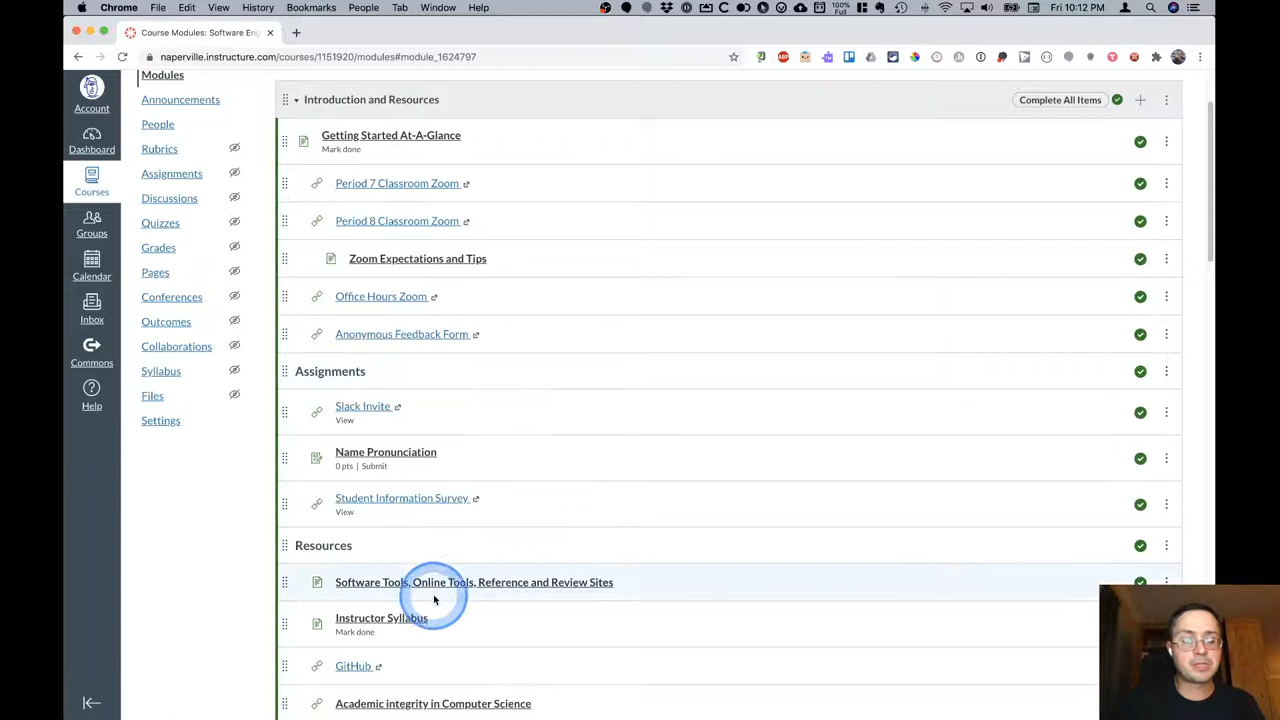 Chrome File Edit View History Bookmarks People Tab Window Help 100% Full Fri 10:12 PM
Course Modules: Software Eng
naperville.instructure.com/courses/1151920/modules#module_1624797
Account
Dashboard
Courses
Groups
Calendar
Inbox
Commons
Help
Modules
Announcements
People
Rubrics
Assignments
Discussions
Quizzes
Grades
Pages
Conferences
Outcomes
Collaborations
Syllabus
Files
Settings
Introduction and Resources Complete All Items
Getting Started At-A-Glance
Mark done
Period 7 Classroom Zoom
Period 8 Classroom Zoom
Zoom Expectations and Tips
Office Hours Zoom
Anonymous Feedback Form
Assignments
Slack Invite
View
Name Pronunciation
0 pts | Submit
Student Information Survey
View
Resources
Software Tools, Online Tools, Reference and Review Sites
Instructor Syllabus
Mark done
GitHub
Academic integrity in Computer Science